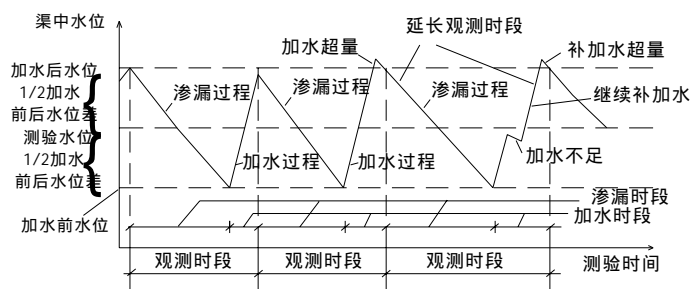 渠中水位
延长观测时段
加水超量
补加水超量
加水后水位
1/2加水
前后水位差
测验水位
1/2加水
前后水位差
加水前水位
渗漏过程
渗漏过程
渗漏过程
继续补加水
加水过程
加水过程
加水不足
渗漏时段
加水时段
观测时段
观测时段
观测时段
测验时间